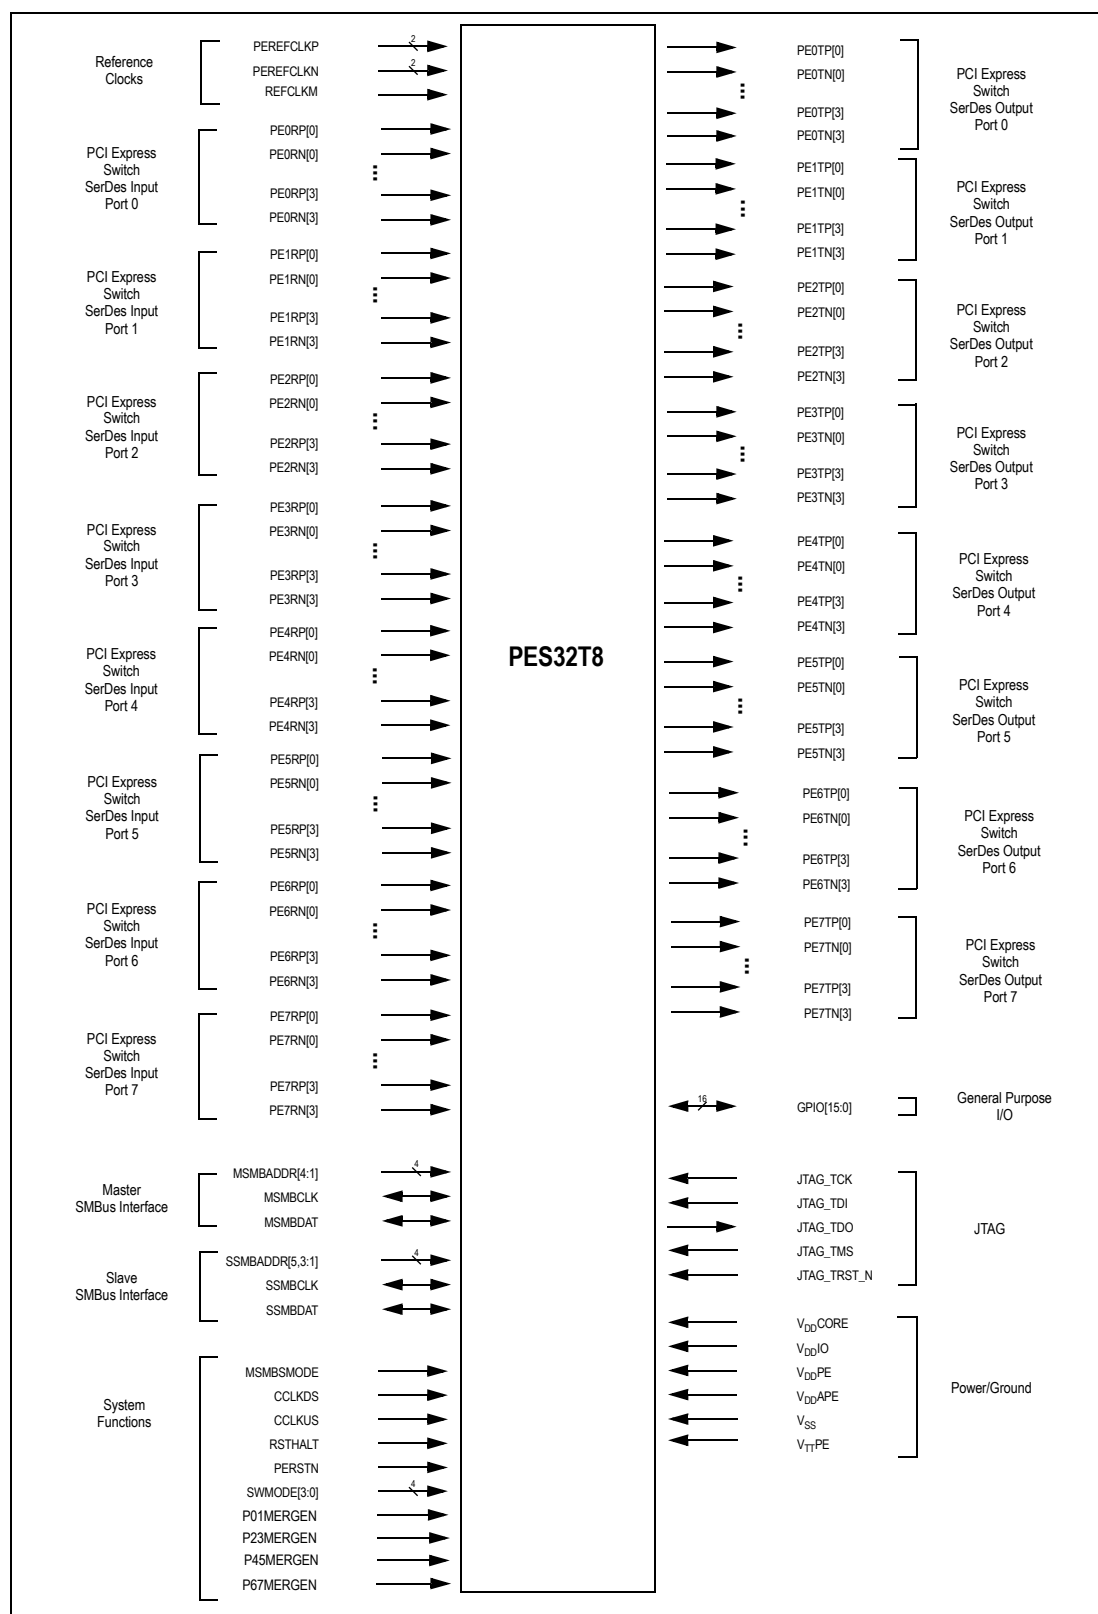 Reference
Clocks
PEREFCLKP
2
PEREFCLKN
2
REFCLKM
PCI Express
Switch
SerDes Input
Port 0
PE0RP[0]
PE0RN[0]
PE0RP[3]
PE0RN[3]
PCI Express
Switch
SerDes Input
Port 1
PE1RP[0]
PE1RN[0]
PE1RP[3]
PE1RN[3]
PCI Express
Switch
SerDes Input
Port 2
PE2RP[0]
PE2RN[0]
PE2RP[3]
PE2RN[3]
PCI Express
Switch
SerDes Input
Port 3
PE3RP[0]
PE3RN[0]
PE3RP[3]
PE3RN[3]
PCI Express
Switch
SerDes Input
Port 4
PE4RP[0]
PE4RN[0]
PE4RP[3]
PE4RN[3]
PCI Express
Switch
SerDes Input
Port 5
PE5RP[0]
PE5RN[0]
PE5RP[3]
PE5RN[3]
PCI Express
Switch
SerDes Input
Port 6
PE6RP[0]
PE6RN[0]
PE6RP[3]
PE6RN[3]
PCI Express
Switch
SerDes Input
Port 7
PE7RP[0]
PE7RN[0]
PE7RP[3]
PE7RN[3]
Master
SMBus Interface
MSMBADDR[4:1]
4
MSMBCLK
MSMBDAT
Slave
SMBus Interface
SSMBADDR[5,3:1]
4
SSMBCLK
SSMBDAT
System
Functions
MSMBSMODE
CCLKDS
CCLKUS
RSTHALT
PERSTN
SWMODE[3:0]
4
P01MERGEN
P23MERGEN
P45MERGEN
P67MERGEN
PES32T8
PE0TP[0]
PE0TN[0]
PE0TP[3]
PE0TN[3]
PCI Express
Switch
SerDes Output
Port 0
PE1TP[0]
PE1TN[0]
PE1TP[3]
PE1TN[3]
PCI Express
Switch
SerDes Output
Port 1
PE2TP[0]
PE2TN[0]
PE2TP[3]
PE2TN[3]
PCI Express
Switch
SerDes Output
Port 2
PE3TP[0]
PE3TN[0]
PE3TP[3]
PE3TN[3]
PCI Express
Switch
SerDes Output
Port 3
PE4TP[0]
PE4TN[0]
PE4TP[3]
PE4TN[3]
PCI Express
Switch
SerDes Output
Port 4
PE5TP[0]
PE5TN[0]
PE5TP[3]
PE5TN[3]
PCI Express
Switch
SerDes Output
Port 5
PE6TP[0]
PE6TN[0]
PE6TP[3]
PE6TN[3]
PCI Express
Switch
SerDes Output
Port 6
PE7TP[0]
PE7TN[0]
PE7TP[3]
PE7TN[3]
PCI Express
Switch
SerDes Output
Port 7
16
GPIO[15:0]
General Purpose
I/O
JTAG_TCK
JTAG_TDI
JTAG_TDO
JTAG_TMS
JTAG_TRST_N
JTAG
VDDCORE
VDDIO
VDDPE
VDDAPE
VSS
VTTPE
Power/Ground